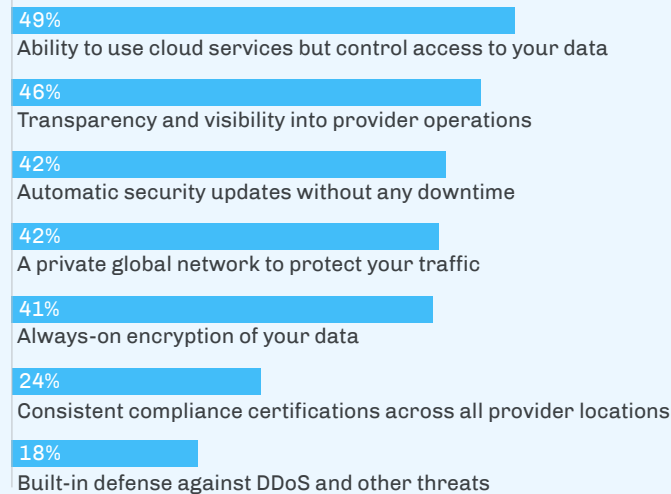 49%
Ability to use cloud services but control access to your data
46%
Transparency and visibility into provider operations
42%
Automatic security updates without any downtime
42%
A private global network to protect your traffic
41%
Always-on encryption of your data
24%
Consistent compliance certifications across all provider locations
18%
Built-in defense against DDoS and other threats